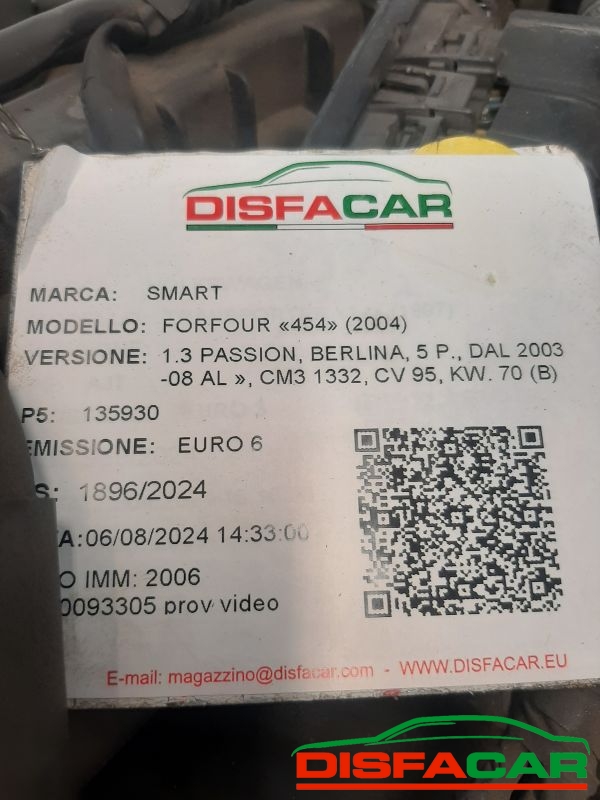 DISFACAR
MARCA: SMART
MODELLO: FORFOUR «454» (2004)
VERSIONE: 1.3 PASSION, BERLINA, 5 P., DAL 2003
-08 AL », CM3 1332, CV 95, KW. 70 (B)
P5: 135930
EMISSIONE: EURO 6
S: 1896/2024
A:06/08/2024 14:33:00
O IMM: 2006
0093305 prov video
E-mail: magazzino@disfacar.com - WWW.DISFACAR.EU
DISFACAR